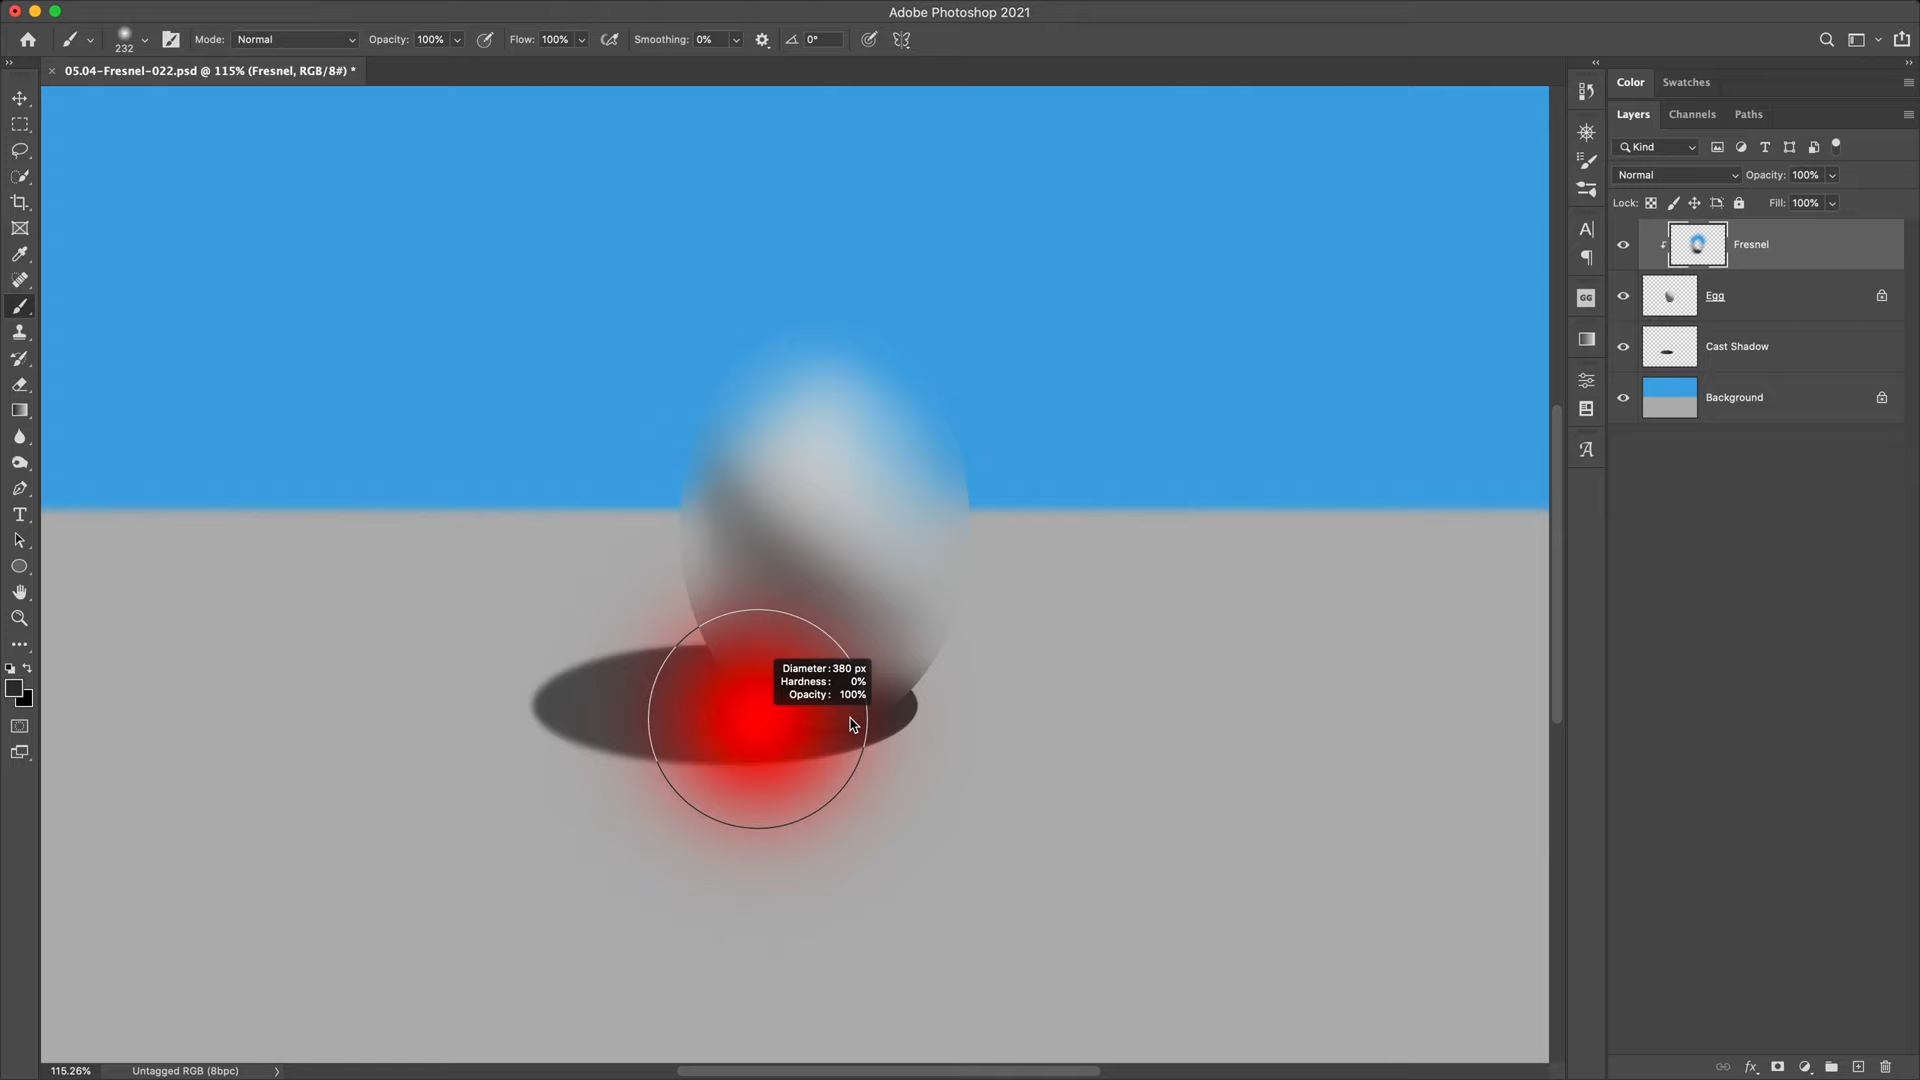 Adobe Photoshop 2021
232
Mode: Normal
Opacity: 100%
Flow: 100%
Smoothing: 0%
0°
05.04-Fresnel-022.psd @ 115% (Fresnel, RGB/8#) *
Color
Swatches
Layers
Channels
Paths
Kind
Normal
Opacity: 100%
Lock:
Fill: 100%
Fresnel
Egg
Cast Shadow
Background
GG
Diameter: 380 px
Hardness: 0%
Opacity: 100%
115.26%
Untagged RGB (8bpc)
fx